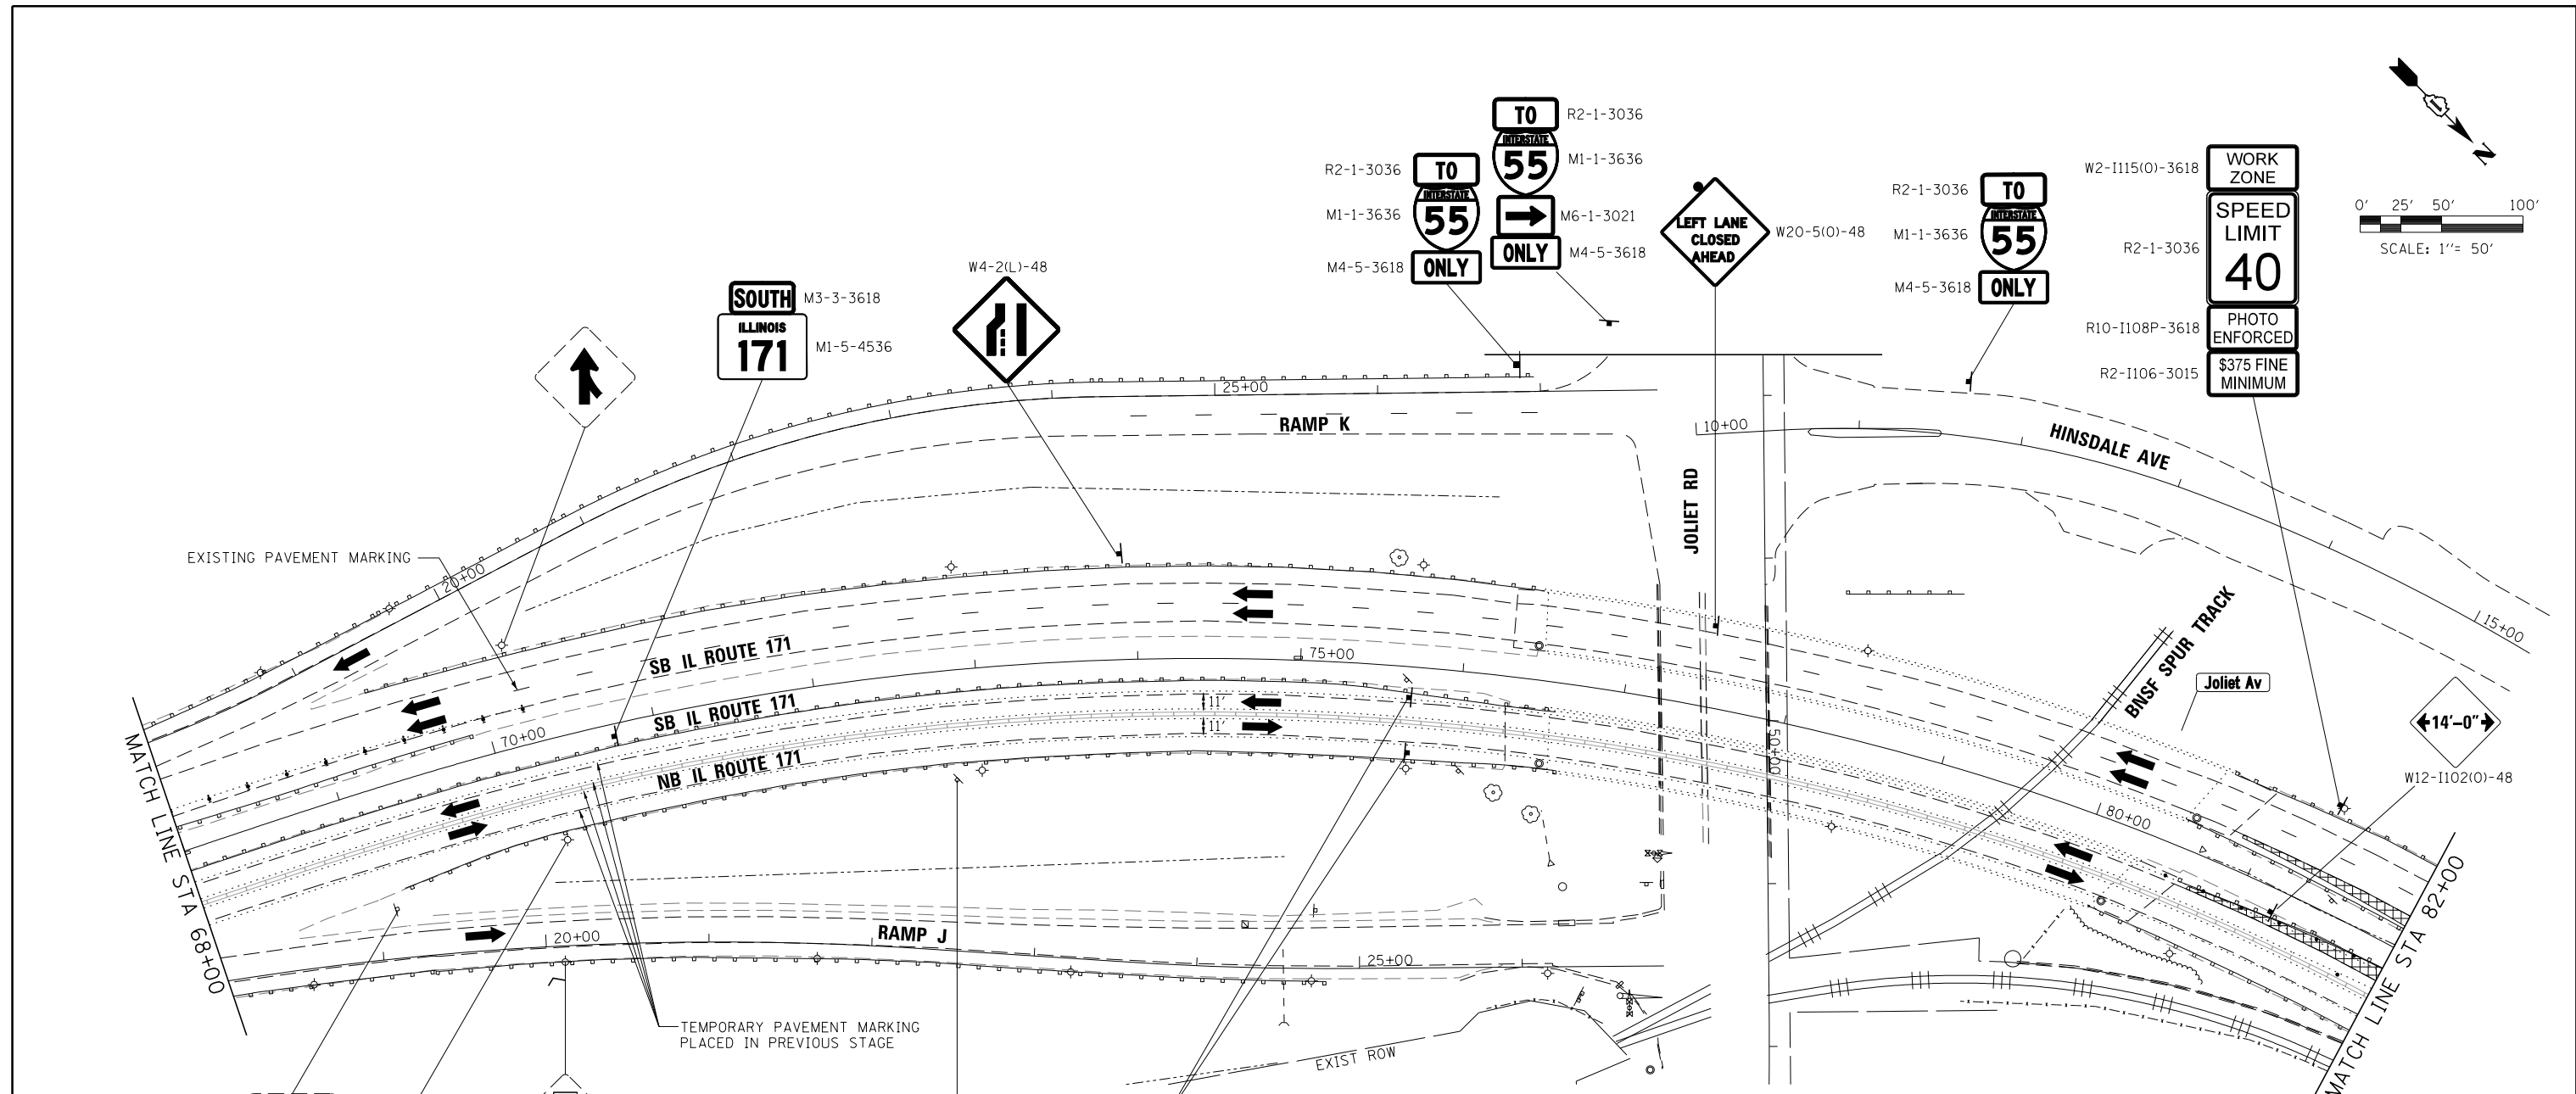 TO
R2-1-3036
INTERSTATE
55
M1-1-3636
M6-1-3021
ONLY
M4-5-3618
R2-1-3036
TO
INTERSTATE
55
M1-1-3636
ONLY
M4-5-3618
LEFT LANE
CLOSED
AHEAD
W20-5(O)-48
R2-1-3036
TO
INTERSTATE
55
M1-1-3636
ONLY
M4-5-3618
W2-I115(O)-3618
WORK
ZONE
R2-1-3036
SPEED
LIMIT
40
R10-I108P-3618
PHOTO
ENFORCED
R2-I106-3015
$375 FINE
MINIMUM
N
0' 25' 50' 100'
SCALE: 1''= 50'
W4-2(L)-48
SOUTH
M3-3-3618
ILLINOIS
171
M1-5-4536
25+00
RAMP K
10+00
HINSDALE AVE
JOLIET RD
EXISTING PAVEMENT MARKING
20+00
15+00
BNSF SPUR TRACK
Joliet Av
SB IL ROUTE 171
75+00
SB IL ROUTE 171
11'
11'
70+00
NB IL ROUTE 171
50+00
80+00
14'-0"
W12-I102(O)-48
MATCH LINE STA 68+00
MATCH LINE STA 82+00
20+00
RAMP J
25+00
TEMPORARY PAVEMENT MARKING
PLACED IN PREVIOUS STAGE
EXIST ROW